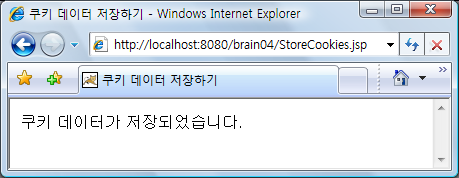 쿠키 데이터 저장하기 - Windows Internet Explorer
http://localhost:8080/brain04/StoreCookies.jsp
쿠키 데이터 저장하기
쿠키 데이터가 저장되었습니다.